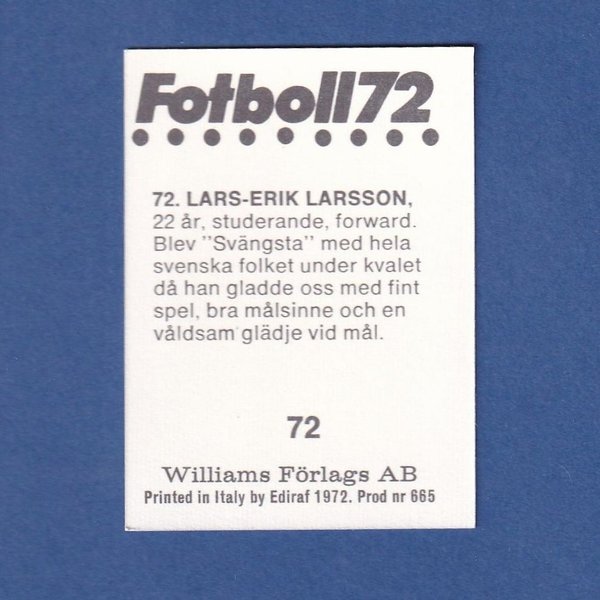 Fotboll72
72. LARS-ERIK LARSSON,
22 år, studerande, forward.
Blev "Svängsta" med hela
svenska folket under kvalet
då han gladde oss med fint
spel, bra målsinne och en
våldsam glädje vid mål.
72
Williams Förlags AB
Printed in Italy by Ediraf 1972. Prod nr 665